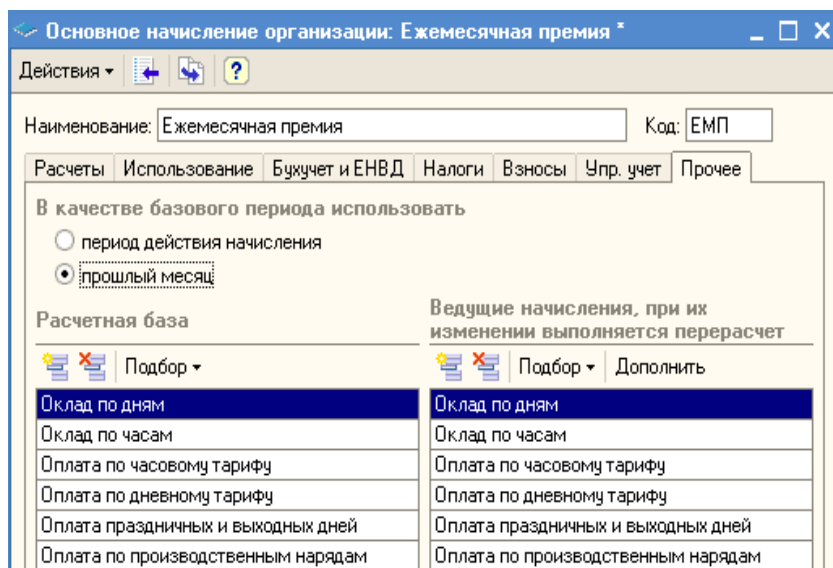 Основное начисление организации: Ежемесячная премия *
Действия
Наименование: Ежемесячная премия Код: ЕМП
Расчеты Использование Бухучет и ЕНВД Налоги Взносы Упр. учет Прочее
В качестве базового периода использовать
период действия начисления
прошлый месяц
Расчетная база
Ведущие начисления, при их
изменении выполняется перерасчет
Подбор Подбор Дополнить
Оклад по дням Оклад по дням
Оклад по часам Оклад по часам
Оплата по часовому тарифу Оплата по часовому тарифу
Оплата по дневному тарифу Оплата по дневному тарифу
Оплата праздничных и выходных дней Оплата праздничных и выходных дней
Оплата по производственным нарядам Оплата по производственным нарядам